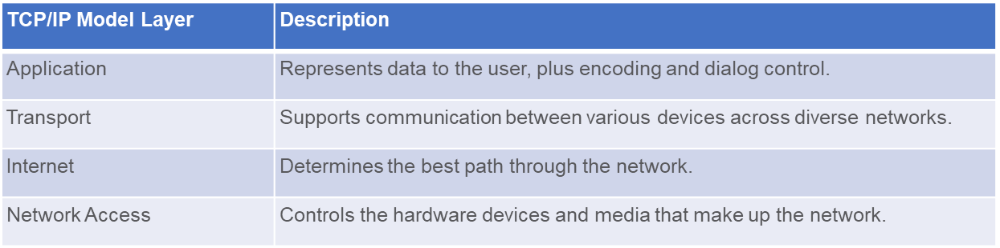 TCP/IP Model Layer Description
Application Represents data to the user, plus encoding and dialog control.
Transport Supports communication between various devices across diverse networks.
Internet Determines the best path through the network.
Network Access Controls the hardware devices and media that make up the network.